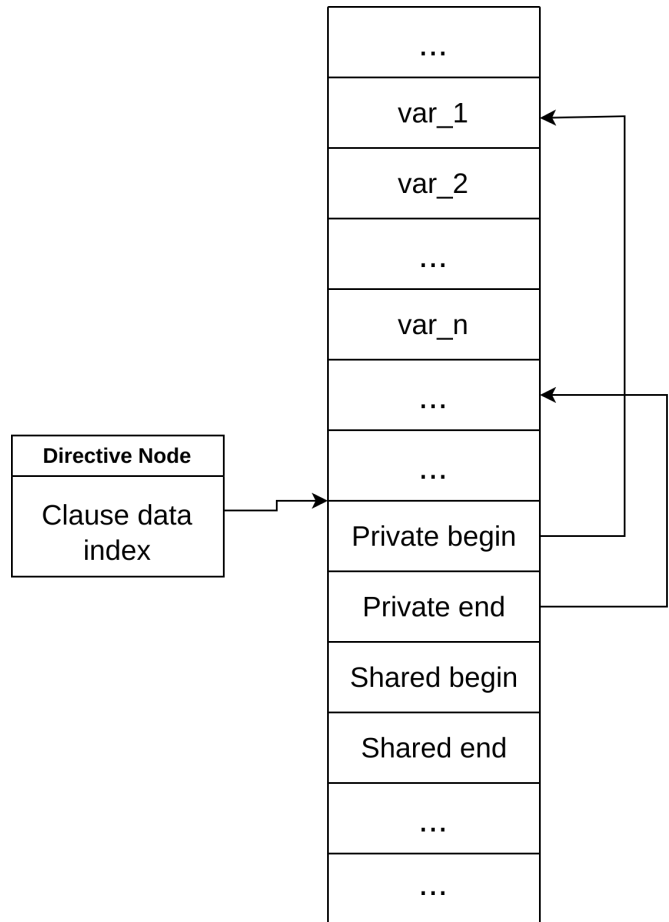 ...
var_1
var_2
...
var_n
...
...
Directive Node
Clause data
index
Private begin
Private end
Shared begin
Shared end
...
...